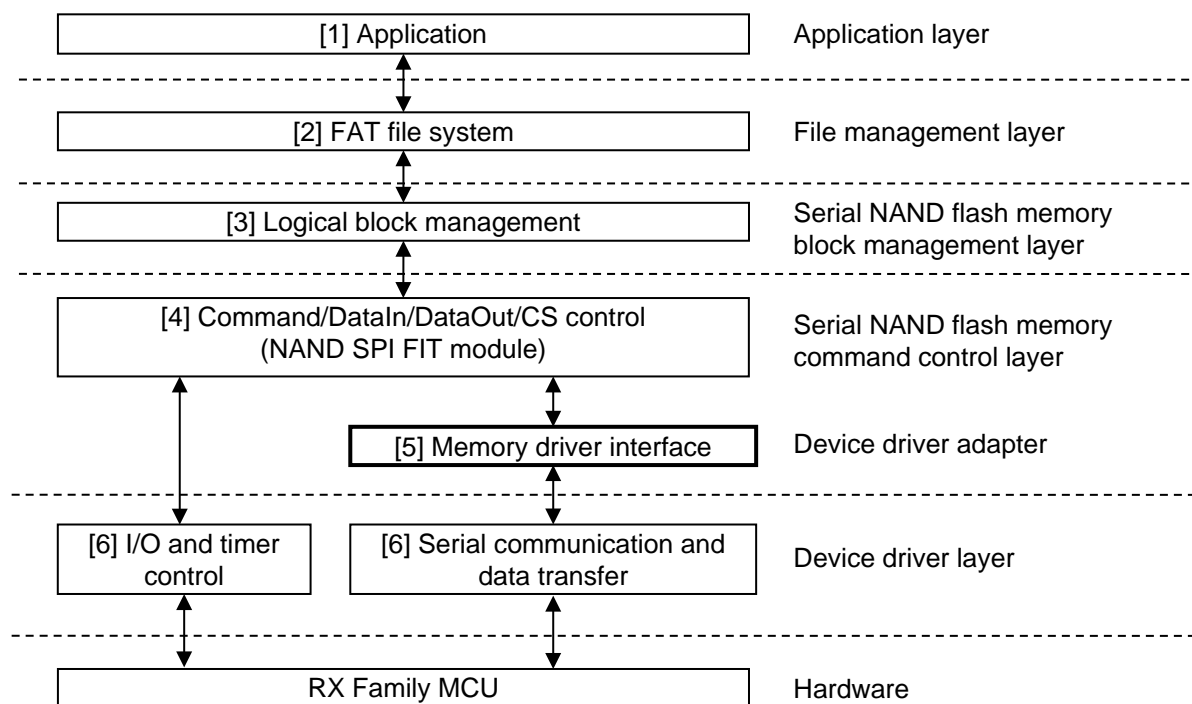 [1] Application
Application layer
[2] FAT file system
File management layer
[3] Logical block management
Serial NAND flash memory
block management layer
[4] Command/DataIn/DataOut/CS control
(NAND SPI FIT module)
Serial NAND flash memory
command control layer
[5] Memory driver interface
Device driver adapter
[6] I/O and timer
control
[6] Serial communication and
data transfer
Device driver layer
RX Family MCU
Hardware